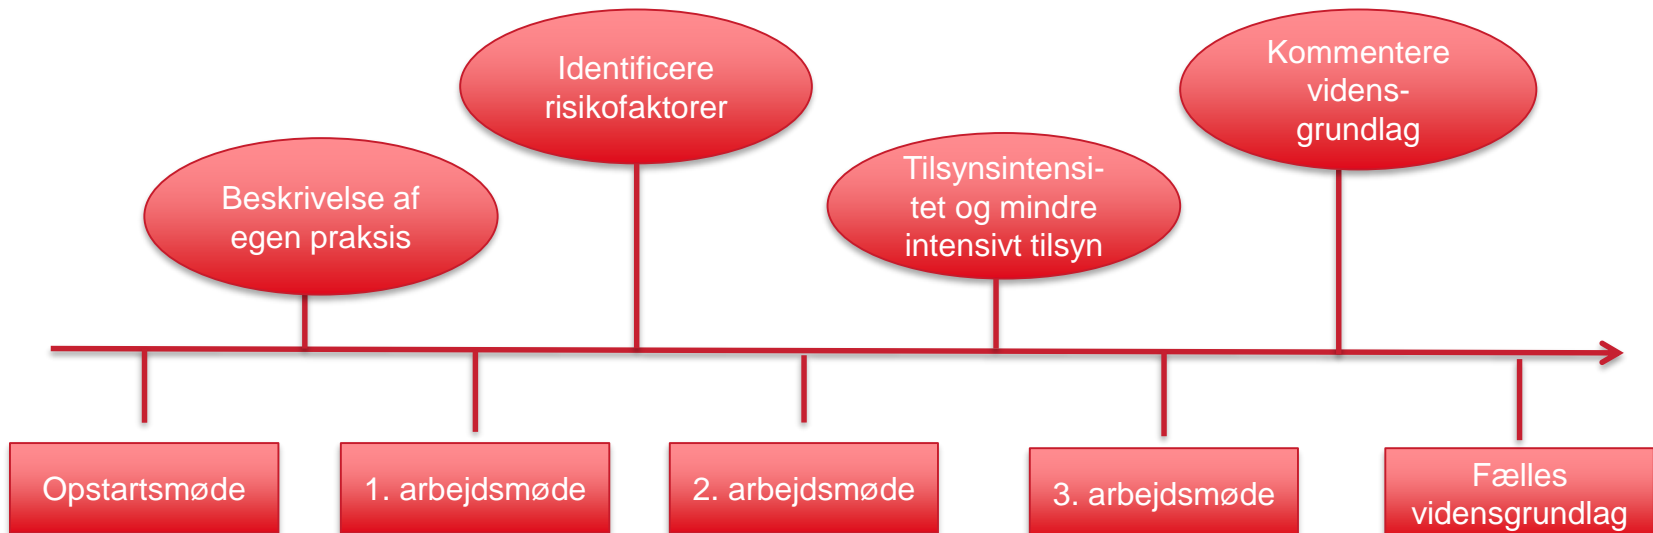 Beskrivelse af
egen praksis
Identificere
risikofaktorer
Tilsynsintensi-
tet og mindre
intensivt tilsyn
Kommentere
videns-
grundlag
Opstartsmøde
1. arbejdsmøde
2. arbejdsmøde
3. arbejdsmøde
Fælles
vidensgrundlag